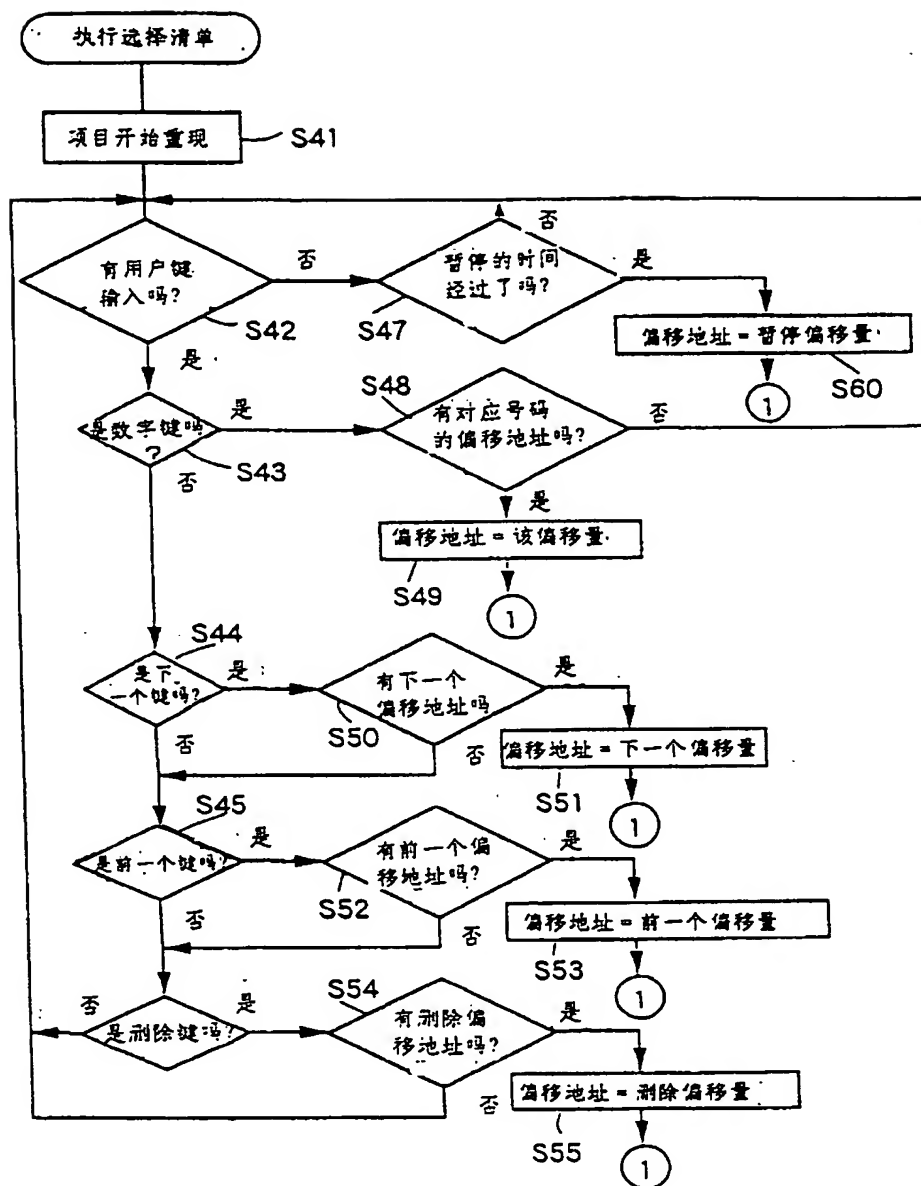 执行选择清单
项目开始重现
S41
有用户键
输入吗?
S42
否
暂停的时间
经过了吗?
S47
否
是
偏移地址=暂停偏移量
S60
1
是
是数字键吗
?
S43
是
S48
有对应号码
的偏移地址吗?
否
否
是
偏移地址=该偏移量
S49
1
S44
是下
一个键吗?
是
有下一个
偏移地址吗
S50
是
否
否
偏移地址=下一个偏移量
S51
1
S45
是前一个键吗?
是
有前一个偏
移地址吗?
S52
是
否
否
偏移地址=前一个偏移量
S53
1
否
是删除键吗?
是
S54
有删除偏
移地址吗?
是
否
偏移地址=删除偏移量
S55
1